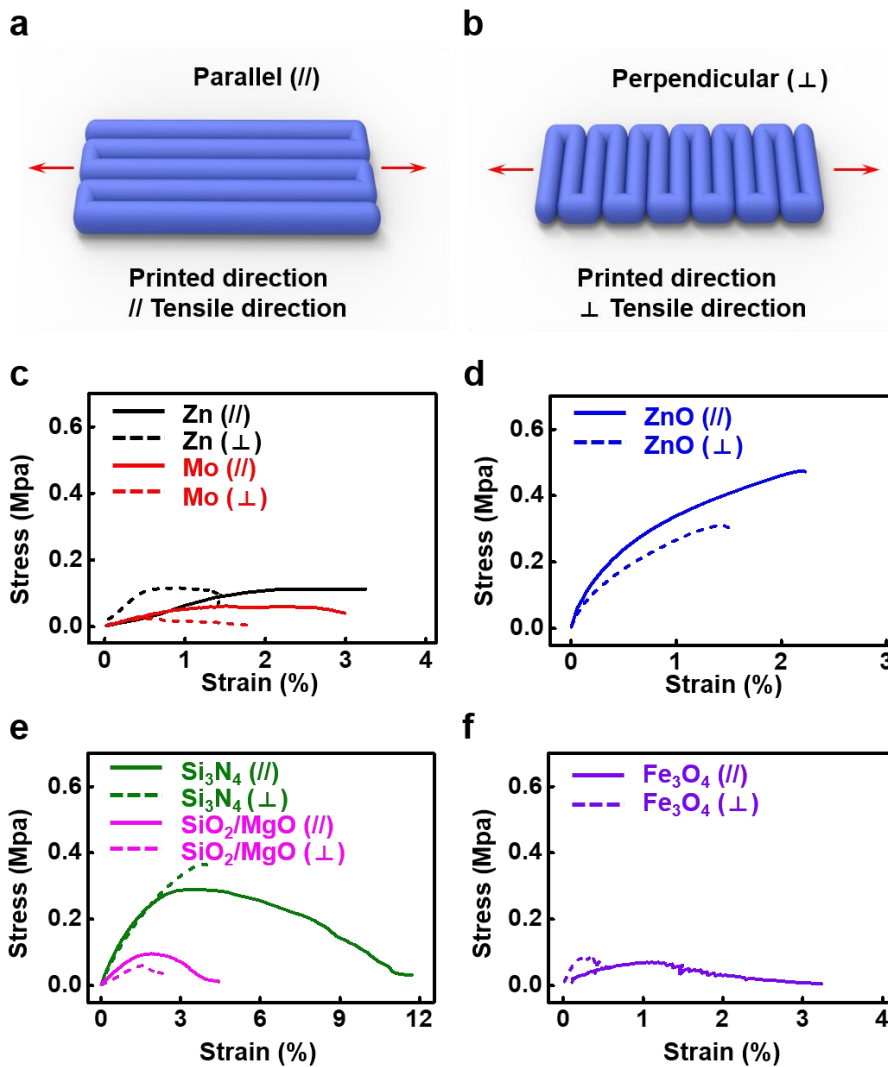 a
Parallel (//)
Printed direction
// Tensile direction
b
Perpendicular (⊥)
Printed direction
⊥ Tensile direction
c
Zn (//)
Zn (⊥)
Mo (//)
Mo (⊥)
0.6
0.4
0.2
0.0
Stress (Mpa)
0 1 2 3 4
Strain (%)
d
ZnO (//)
ZnO (⊥)
0.6
0.4
0.2
0.0
Stress (Mpa)
0 1 2 3
Strain (%)
e
Si₃N₄ (//)
Si₃N₄ (⊥)
SiO₂/MgO (//)
SiO₂/MgO (⊥)
0.6
0.4
0.2
0.0
Stress (Mpa)
0 3 6 9 12
Strain (%)
f
Fe₃O₄ (//)
Fe₃O₄ (⊥)
0.6
0.4
0.2
0.0
Stress (Mpa)
0 1 2 3 4
Strain (%)